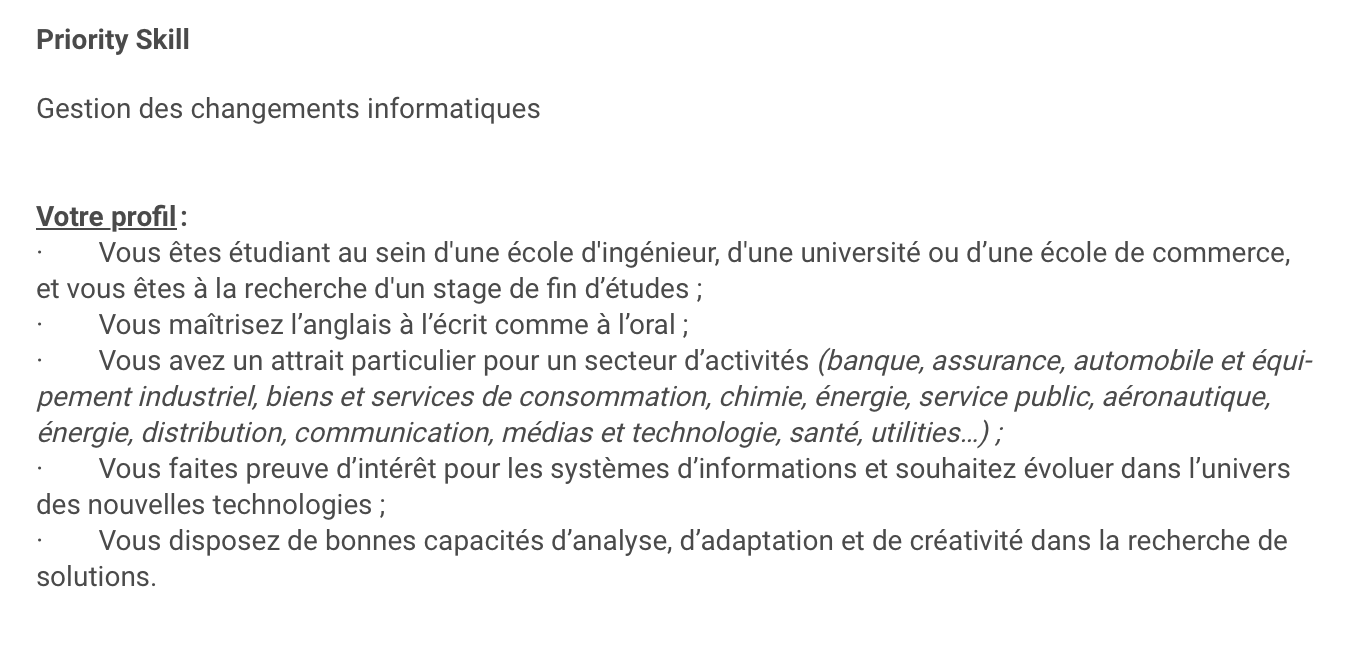 Priority Skill
Gestion des changements informatiques
Votre profil :
· Vous êtes étudiant au sein d'une école d'ingénieur, d'une université ou d’une école de commerce,
et vous êtes à la recherche d'un stage de fin d’études ;
· Vous maîtrisez l’anglais à l’écrit comme à l’oral ;
· Vous avez un attrait particulier pour un secteur d’activités (banque, assurance, automobile et équi-
pement industriel, biens et services de consommation, chimie, énergie, service public, aéronautique,
énergie, distribution, communication, médias et technologie, santé, utilities…) ;
· Vous faites preuve d’intérêt pour les systèmes d’informations et souhaitez évoluer dans l’univers
des nouvelles technologies ;
· Vous disposez de bonnes capacités d’analyse, d’adaptation et de créativité dans la recherche de
solutions.